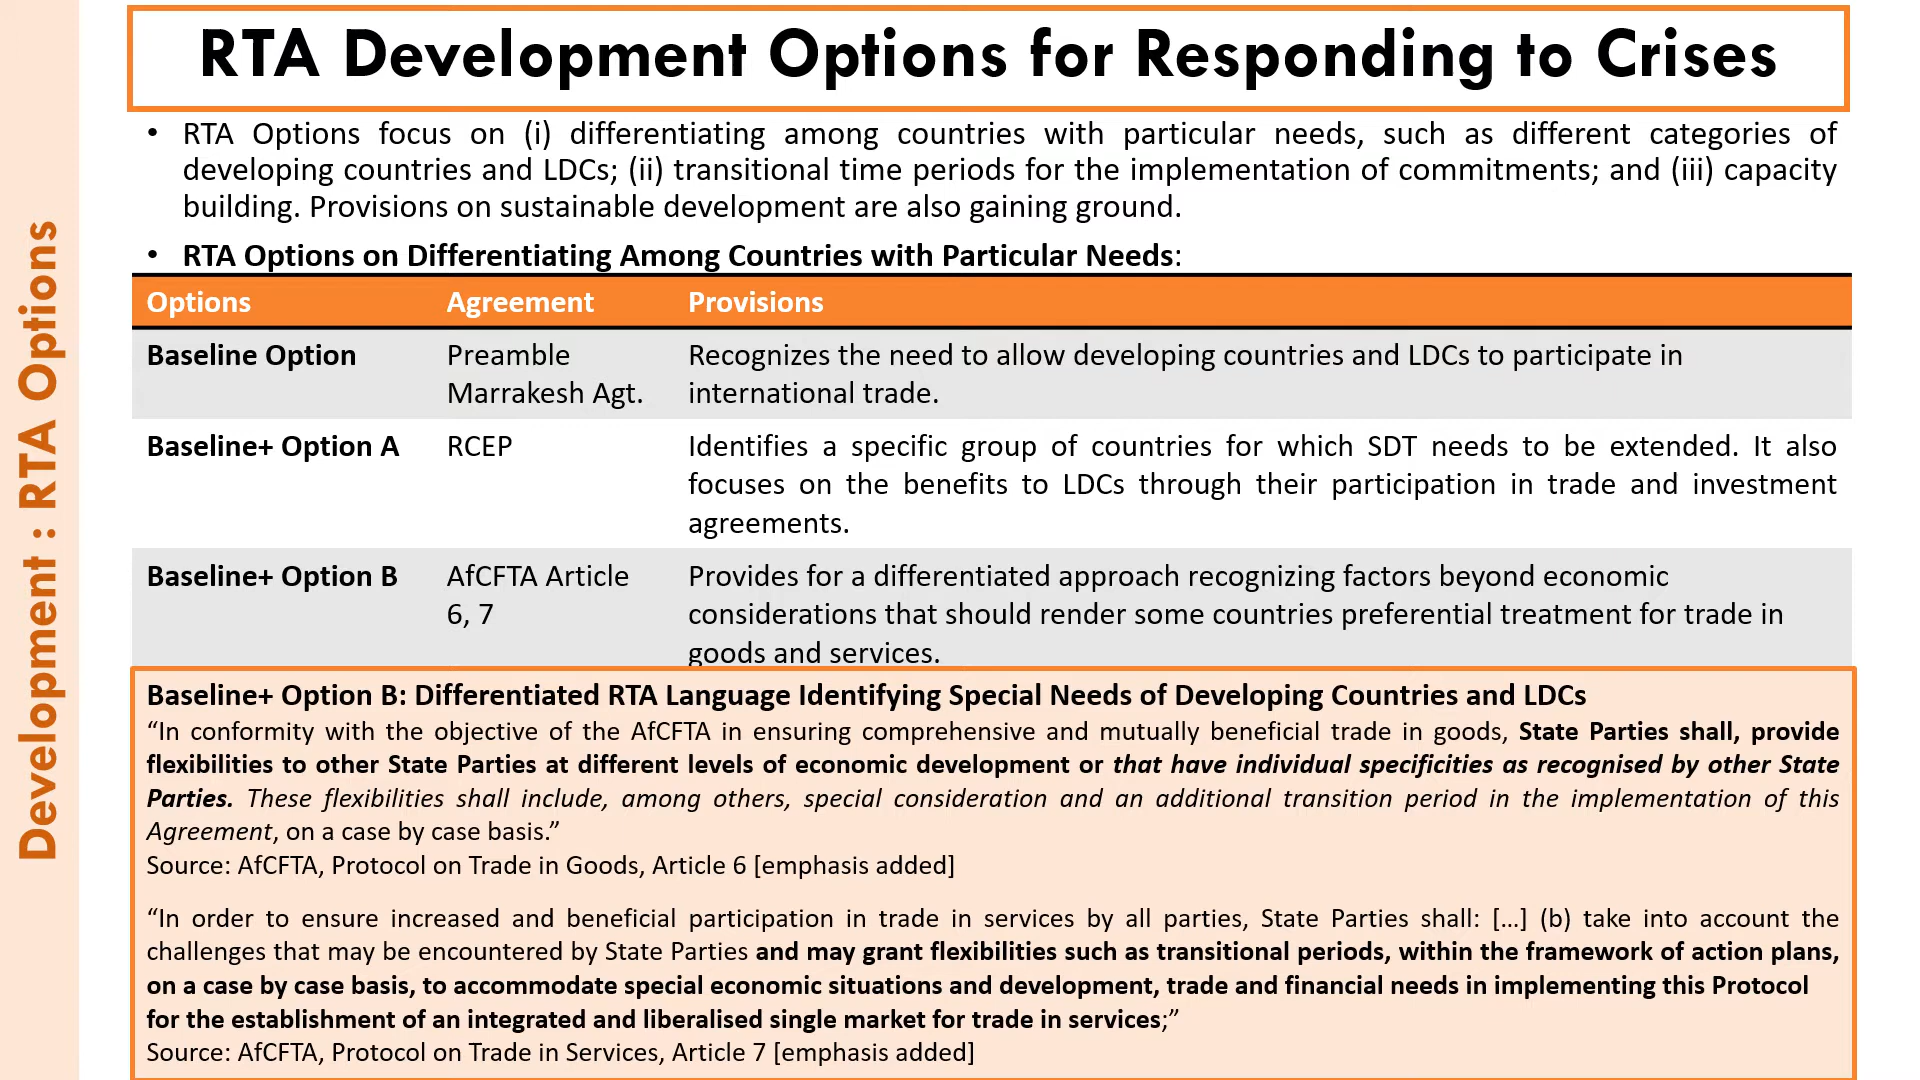 RTA Development Options for Responding to Crises
Development : RTA Options
• RTA Options focus on (i) differentiating among countries with particular needs, such as different categories of
developing countries and LDCs; (ii) transitional time periods for the implementation of commitments; and (iii) capacity
building. Provisions on sustainable development are also gaining ground.
• RTA Options on Differentiating Among Countries with Particular Needs:
Options Agreement Provisions
Baseline Option Preamble Recognizes the need to allow developing countries and LDCs to participate in
Marrakesh Agt. international trade.
Baseline+ Option A RCEP Identifies a specific group of countries for which SDT needs to be extended. It also
focuses on the benefits to LDCs through their participation in trade and investment
agreements.
Baseline+ Option B AfCFTA Article Provides for a differentiated approach recognizing factors beyond economic
6, 7 considerations that should render some countries preferential treatment for trade in
goods and services.
Baseline+ Option B: Differentiated RTA Language Identifying Special Needs of Developing Countries and LDCs
“In conformity with the objective of the AfCFTA in ensuring comprehensive and mutually beneficial trade in goods, State Parties shall, provide
flexibilities to other State Parties at different levels of economic development or that have individual specificities as recognised by other State
Parties. These flexibilities shall include, among others, special consideration and an additional transition period in the implementation of this
Agreement, on a case by case basis.”
Source: AfCFTA, Protocol on Trade in Goods, Article 6 [emphasis added]
“In order to ensure increased and beneficial participation in trade in services by all parties, State Parties shall: […] (b) take into account the
challenges that may be encountered by State Parties and may grant flexibilities such as transitional periods, within the framework of action plans,
on a case by case basis, to accommodate special economic situations and development, trade and financial needs in implementing this Protocol
for the establishment of an integrated and liberalised single market for trade in services;”
Source: AfCFTA, Protocol on Trade in Services, Article 7 [emphasis added]